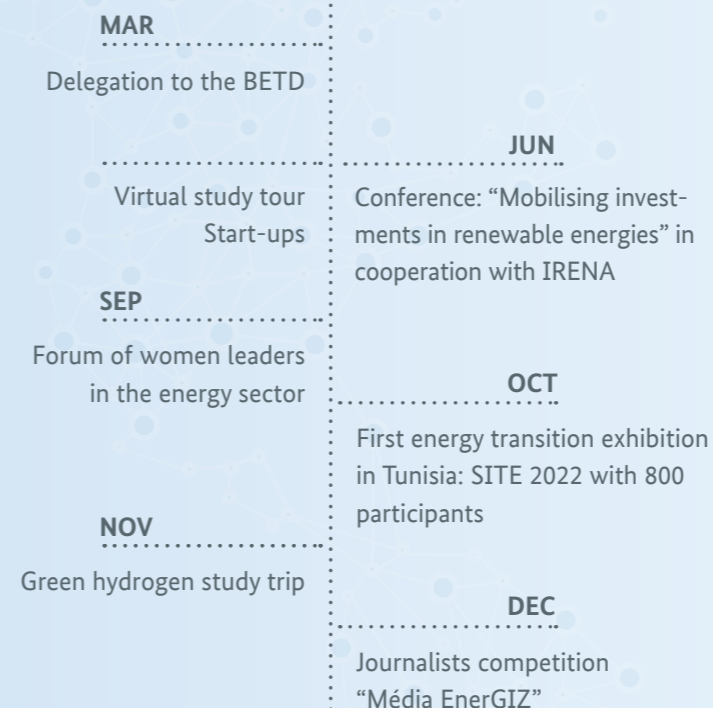 MAR
Delegation to the BETD
JUN
Virtual study tour
Start-ups
Conference: “Mobilising invest-
ments in renewable energies” in
cooperation with IRENA
SEP
Forum of women leaders
in the energy sector
OCT
First energy transition exhibition
in Tunisia: SITE 2022 with 800
participants
NOV
Green hydrogen study trip
DEC
Journalists competition
“Média EnerGIZ”